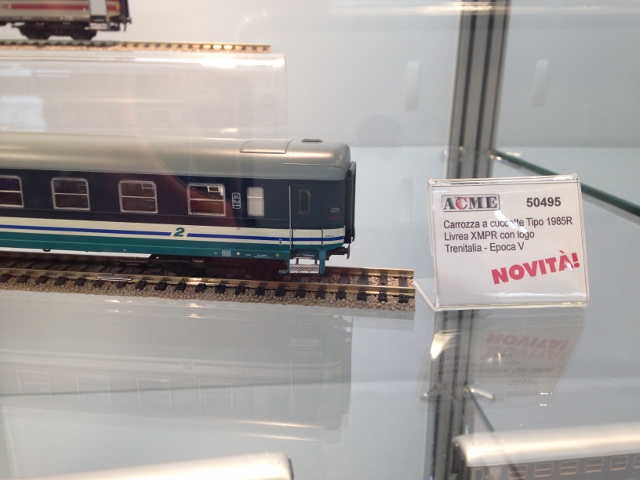 ACME 50495
Carrozza a cuccette Tipo 1985R
Livrea XMPR con logo
Trenitalia - Epoca V
NOVITÀ!
2